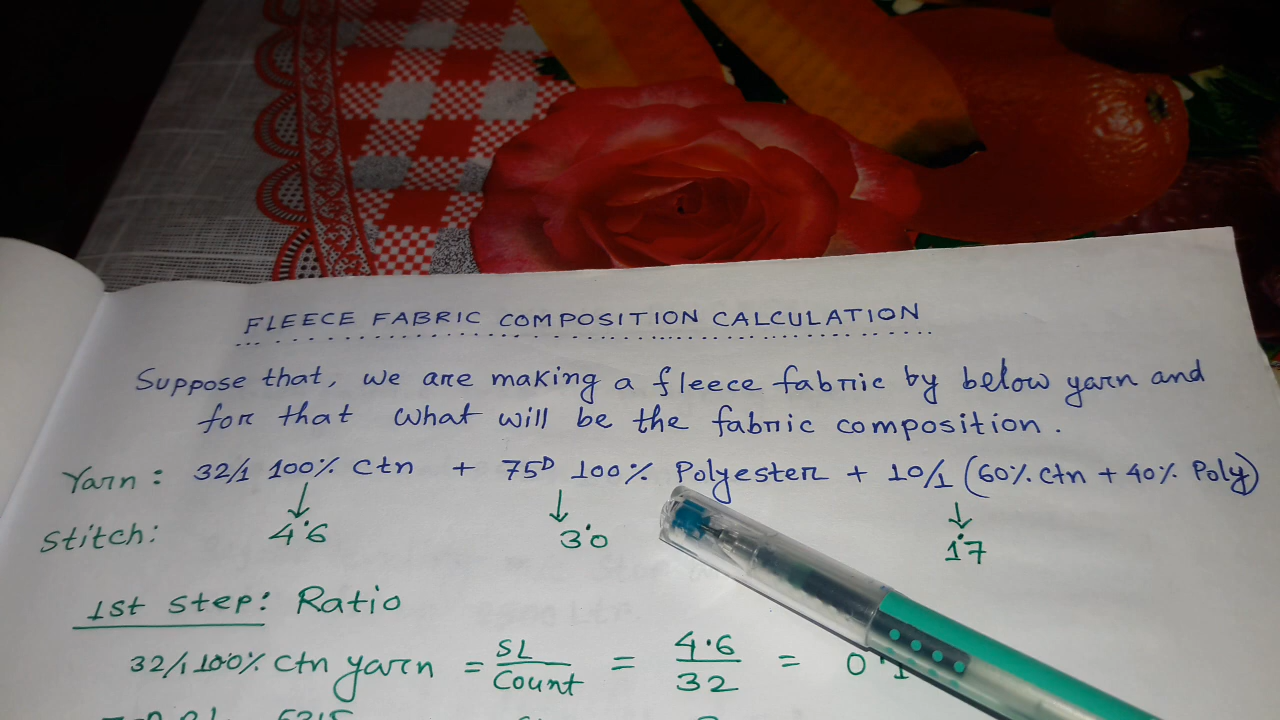 FLEECE FABRIC COMPOSITION CALCULATION
Suppose that, we are making a fleece fabric by below yarn and
for that what will be the fabric composition.
Yarn: 32/1 100% Ctn + 75D 100% Polyester + 10/1 (60% Ctn + 40% Poly)
Stitch: 4.6 3.0 1.7
1st step: Ratio
32/1 100% Ctn yarn = SL/Count = 4.6/32 = 0.1